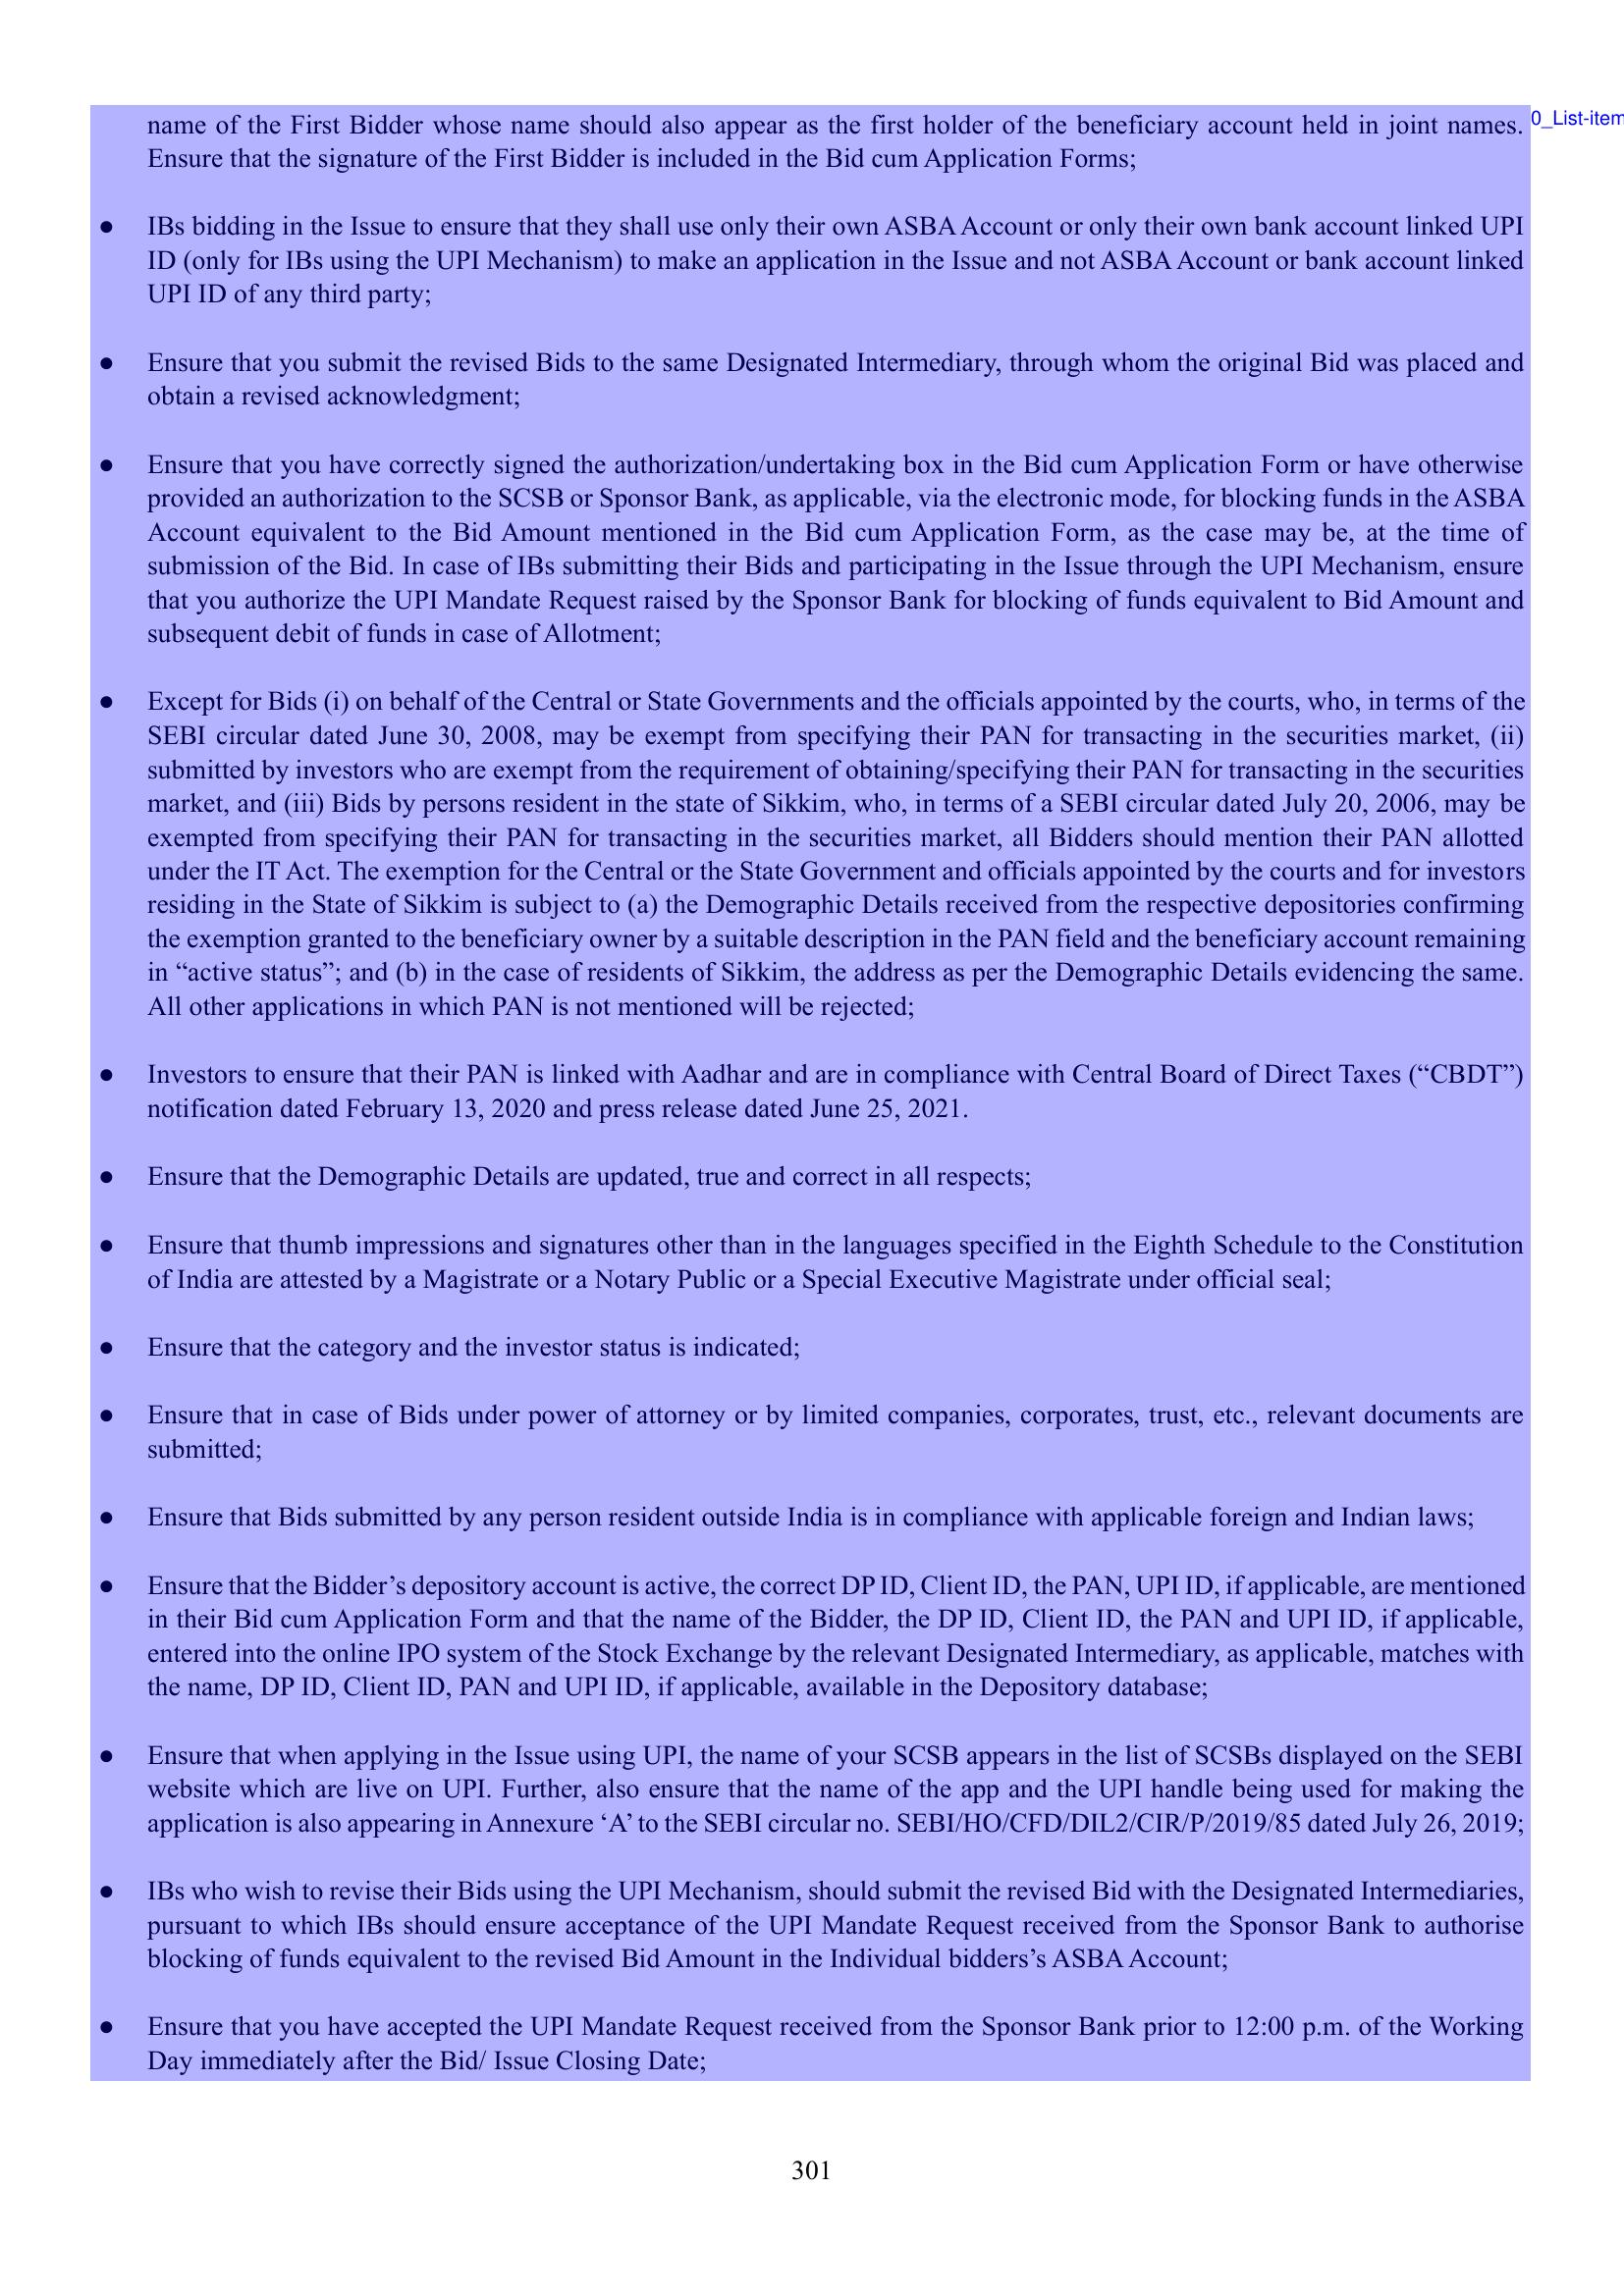 name of the First Bidder whose name should also appear as the first holder of the beneficiary account held in joint names. 0_List-item
Ensure that the signature of the First Bidder is included in the Bid cum Application Forms;
● IBs bidding in the Issue to ensure that they shall use only their own ASBA Account or only their own bank account linked UPI
ID (only for IBs using the UPI Mechanism) to make an application in the Issue and not ASBA Account or bank account linked
UPI ID of any third party;
● Ensure that you submit the revised Bids to the same Designated Intermediary, through whom the original Bid was placed and
obtain a revised acknowledgment;
● Ensure that you have correctly signed the authorization/undertaking box in the Bid cum Application Form or have otherwise
provided an authorization to the SCSB or Sponsor Bank, as applicable, via the electronic mode, for blocking funds in the ASBA
Account equivalent to the Bid Amount mentioned in the Bid cum Application Form, as the case may be, at the time of
submission of the Bid. In case of IBs submitting their Bids and participating in the Issue through the UPI Mechanism, ensure
that you authorize the UPI Mandate Request raised by the Sponsor Bank for blocking of funds equivalent to Bid Amount and
subsequent debit of funds in case of Allotment;
● Except for Bids (i) on behalf of the Central or State Governments and the officials appointed by the courts, who, in terms of the
SEBI circular dated June 30, 2008, may be exempt from specifying their PAN for transacting in the securities market, (ii)
submitted by investors who are exempt from the requirement of obtaining/specifying their PAN for transacting in the securities
market, and (iii) Bids by persons resident in the state of Sikkim, who, in terms of a SEBI circular dated July 20, 2006, may be
exempted from specifying their PAN for transacting in the securities market, all Bidders should mention their PAN allotted
under the IT Act. The exemption for the Central or the State Government and officials appointed by the courts and for investors
residing in the State of Sikkim is subject to (a) the Demographic Details received from the respective depositories confirming
the exemption granted to the beneficiary owner by a suitable description in the PAN field and the beneficiary account remaining
in “active status”; and (b) in the case of residents of Sikkim, the address as per the Demographic Details evidencing the same.
All other applications in which PAN is not mentioned will be rejected;
● Investors to ensure that their PAN is linked with Aadhar and are in compliance with Central Board of Direct Taxes (“CBDT”)
notification dated February 13, 2020 and press release dated June 25, 2021.
● Ensure that the Demographic Details are updated, true and correct in all respects;
● Ensure that thumb impressions and signatures other than in the languages specified in the Eighth Schedule to the Constitution
of India are attested by a Magistrate or a Notary Public or a Special Executive Magistrate under official seal;
● Ensure that the category and the investor status is indicated;
● Ensure that in case of Bids under power of attorney or by limited companies, corporates, trust, etc., relevant documents are
submitted;
● Ensure that Bids submitted by any person resident outside India is in compliance with applicable foreign and Indian laws;
● Ensure that the Bidder’s depository account is active, the correct DP ID, Client ID, the PAN, UPI ID, if applicable, are mentioned
in their Bid cum Application Form and that the name of the Bidder, the DP ID, Client ID, the PAN and UPI ID, if applicable,
entered into the online IPO system of the Stock Exchange by the relevant Designated Intermediary, as applicable, matches with
the name, DP ID, Client ID, PAN and UPI ID, if applicable, available in the Depository database;
● Ensure that when applying in the Issue using UPI, the name of your SCSB appears in the list of SCSBs displayed on the SEBI
website which are live on UPI. Further, also ensure that the name of the app and the UPI handle being used for making the
application is also appearing in Annexure ‘A’ to the SEBI circular no. SEBI/HO/CFD/DIL2/CIR/P/2019/85 dated July 26, 2019;
● IBs who wish to revise their Bids using the UPI Mechanism, should submit the revised Bid with the Designated Intermediaries,
pursuant to which IBs should ensure acceptance of the UPI Mandate Request received from the Sponsor Bank to authorise
blocking of funds equivalent to the revised Bid Amount in the Individual bidders’s ASBA Account;
● Ensure that you have accepted the UPI Mandate Request received from the Sponsor Bank prior to 12:00 p.m. of the Working
Day immediately after the Bid/ Issue Closing Date;
301